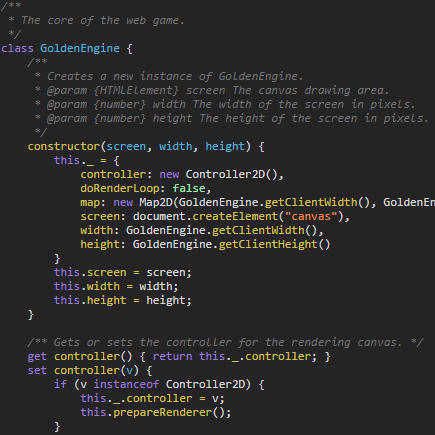 /**
 * The core of the web game.
 */
class GoldenEngine {
    /**
     * Creates a new instance of GoldenEngine.
     * @param {HTMLElement} screen The canvas drawing area.
     * @param {number} width The width of the screen in pixels.
     * @param {number} height The height of the screen in pixels.
     */
    constructor(screen, width, height) {
        this._ = {
            controller: new Controller2D(),
            doRenderLoop: false,
            map: new Map2D(GoldenEngine.getClientWidth(), GoldenEn
            screen: document.createElement("canvas"),
            width: GoldenEngine.getClientWidth(),
            height: GoldenEngine.getClientHeight()
        }
        this.screen = screen;
        this.width = width;
        this.height = height;
    }
    /** Gets or sets the controller for the rendering canvas. */
    get controller() { return this._.controller; }
    set controller(v) {
        if (v instanceof Controller2D) {
            this._.controller = v;
            this.prepareRenderer();
        }